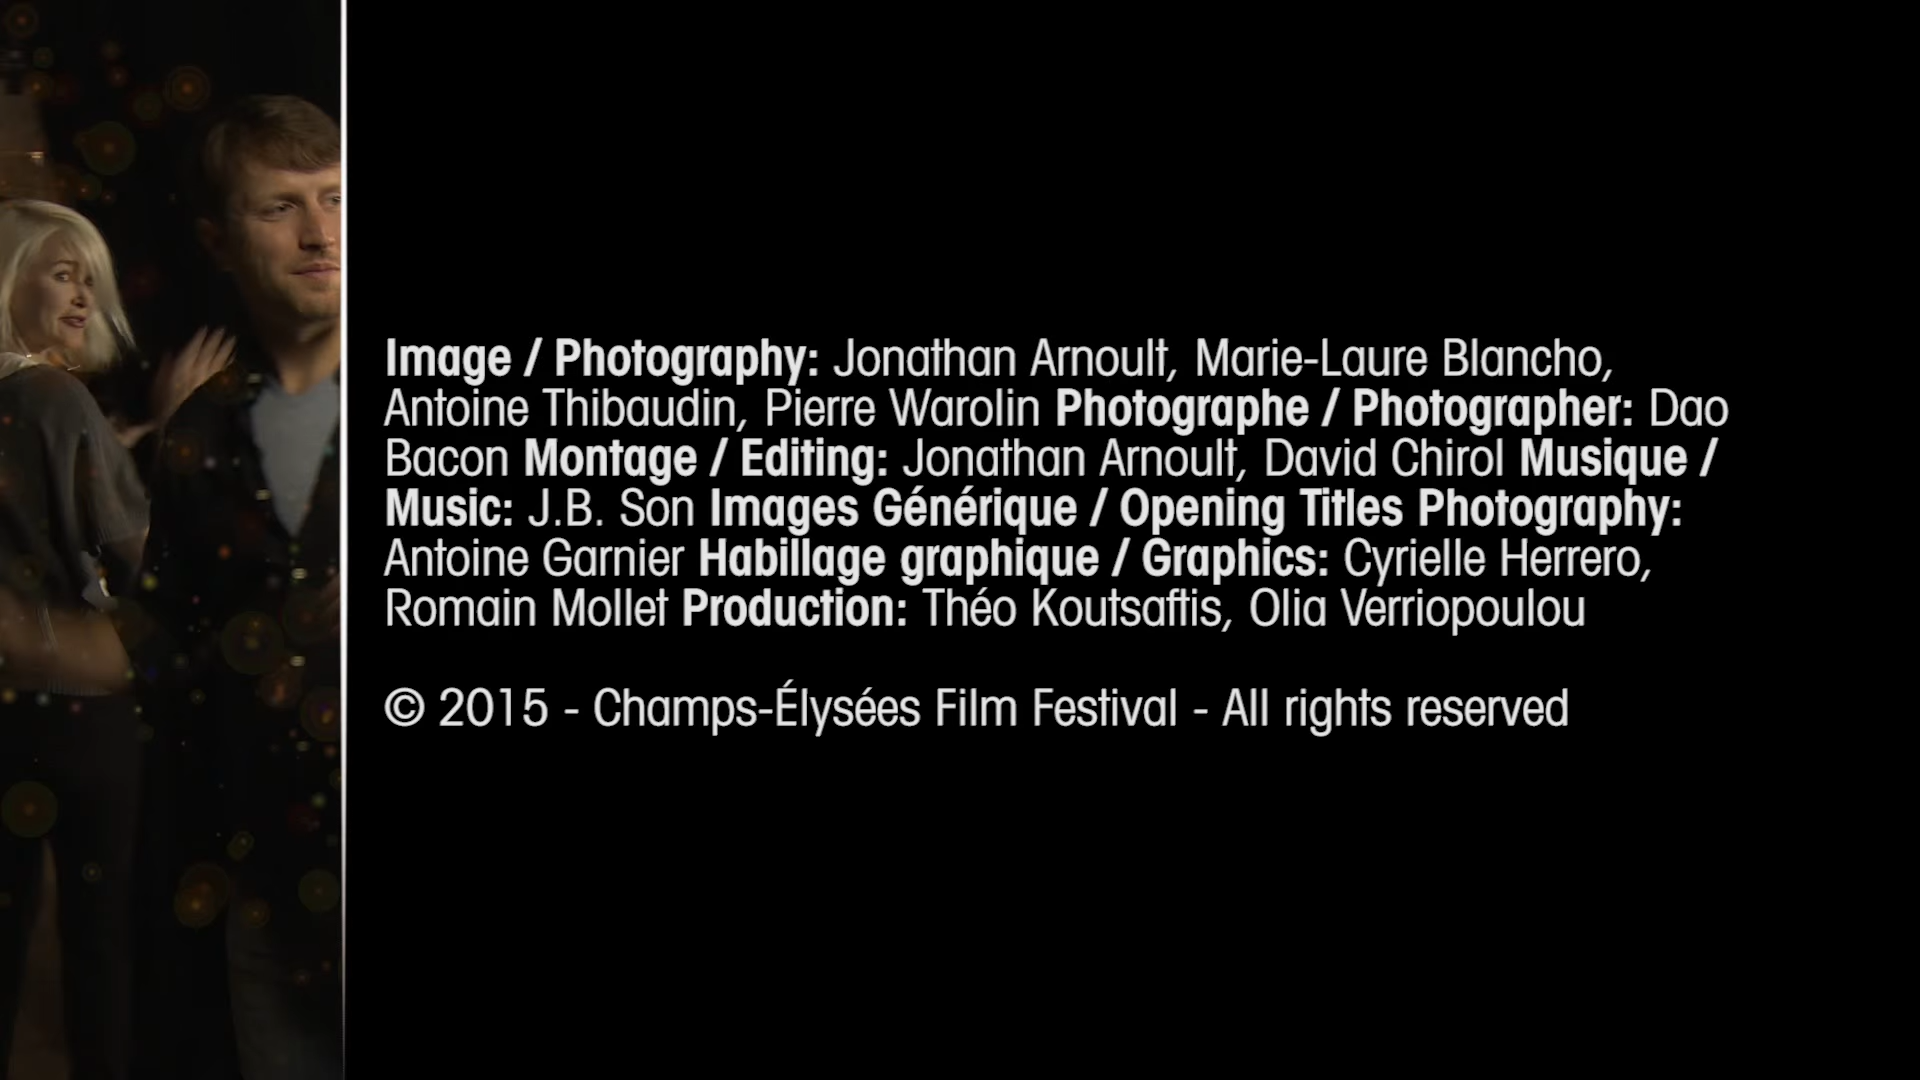 Image / Photography: Jonathan Arnoult, Marie-Laure Blancho,
Antoine Thibaudin, Pierre Warolin Photographe / Photographer: Dao
Bacon Montage / Editing: Jonathan Arnoult, David Chirol Musique /
Music: J.B. Son Images Générique / Opening Titles Photography:
Antoine Garnier Habillage graphique / Graphics: Cyrielle Herrero,
Romain Mollet Production: Théo Koutsaftis, Olia Verriopoulou
© 2015 - Champs-Élysées Film Festival - All rights reserved